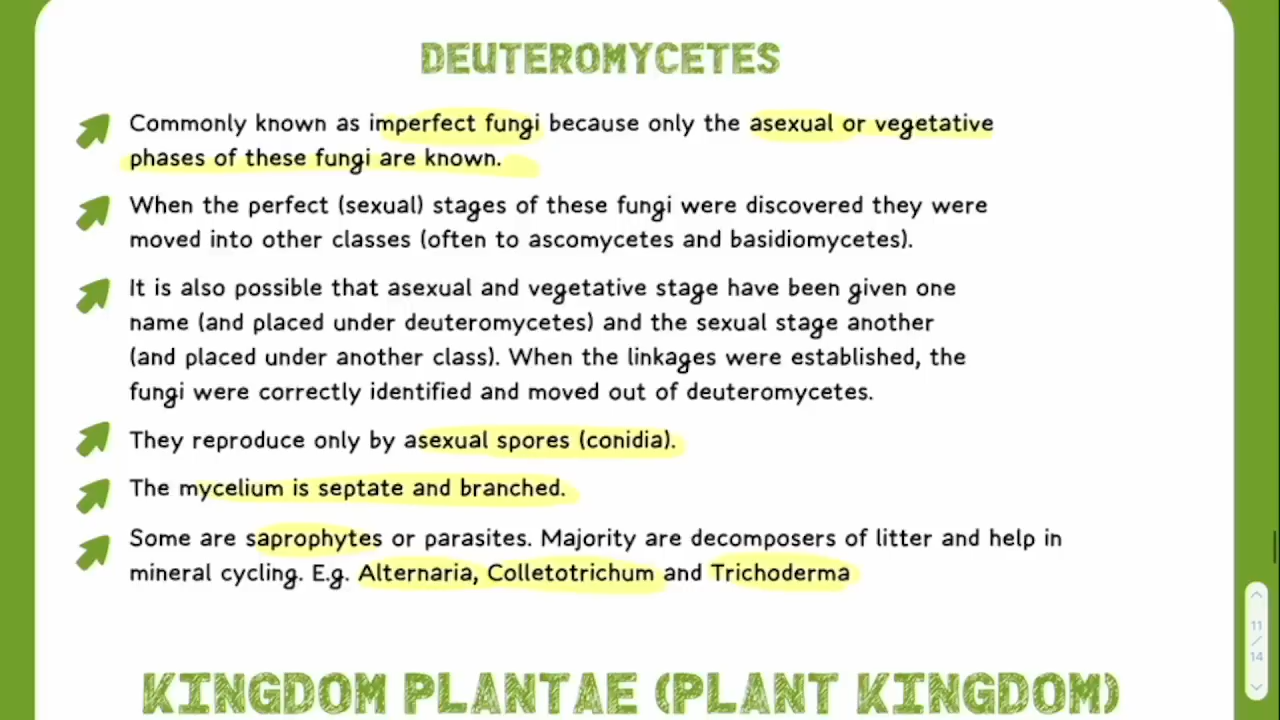 DEUTEROMYCETES
Commonly known as imperfect fungi because only the asexual or vegetative
phases of these fungi are known.
When the perfect (sexual) stages of these fungi were discovered they were
moved into other classes (often to ascomycetes and basidiomycetes).
It is also possible that asexual and vegetative stage have been given one
name (and placed under deuteromycetes) and the sexual stage another
(and placed under another class). When the linkages were established, the
fungi were correctly identified and moved out of deuteromycetes.
They reproduce only by asexual spores (conidia).
The mycelium is septate and branched.
Some are saprophytes or parasites. Majority are decomposers of litter and help in
mineral cycling. E.g. Alternaria, Colletotrichum and Trichoderma
11
/
14
KINGDOM PLANTAE (PLANT KINGDOM)